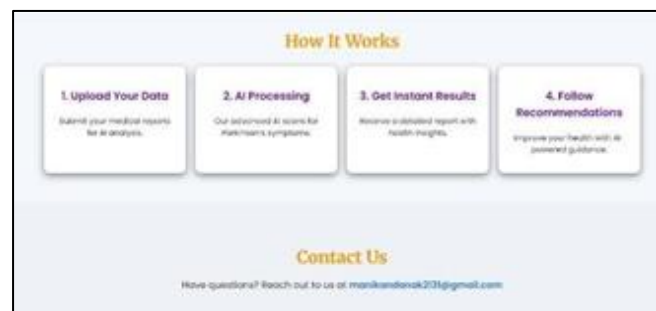 How It Works
1. Upload Your Data
Submit your medical reports
for AI analysis.
2. AI Processing
Our advanced AI scans for
Parkinson's symptoms.
3. Get Instant Results
Receive a detailed report with
health insights.
4. Follow
Recommendations
Improve your health with AI
powered guidance.
Contact Us
Have questions? Reach out to us at